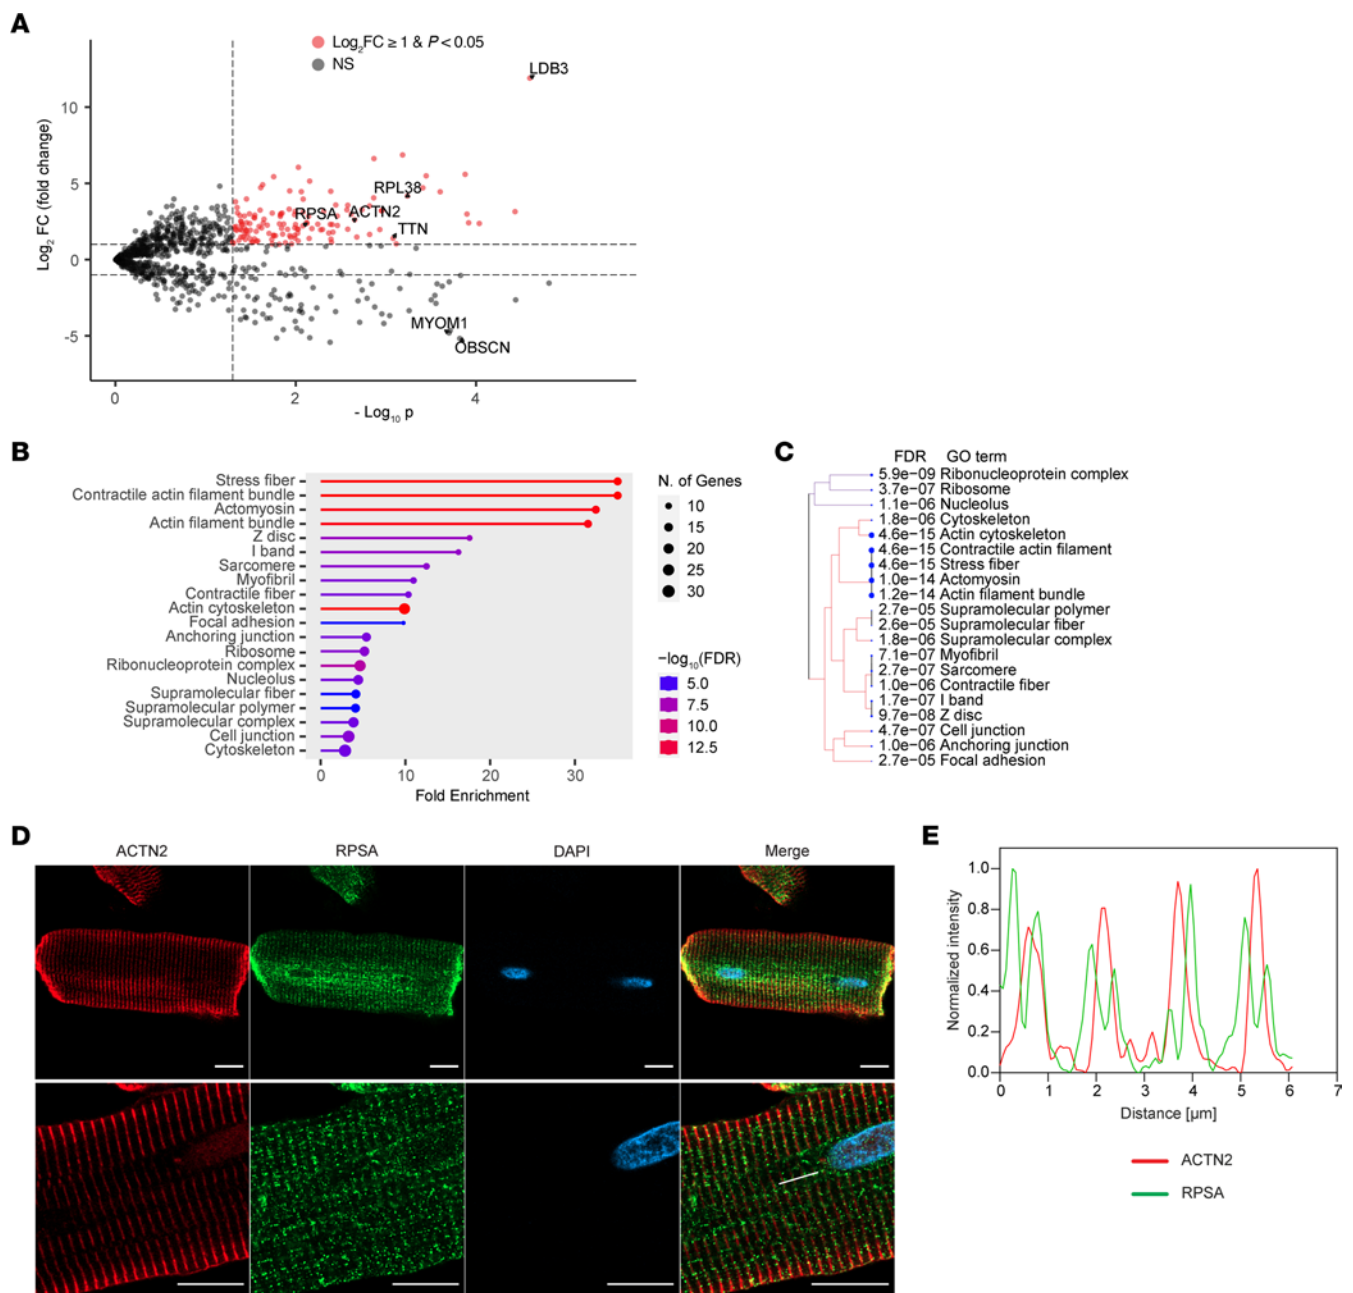 A
Log₂FC ≥ 1 & P < 0.05
NS
LDB3
RPL38
RPSA
ACTN2
TTN
MYOM1
OBSCN
Log₂ FC (fold change)
10
5
0
-5
0
2
4
- Log₁₀ p
B
Stress fiber
Contractile actin filament bundle
Actomyosin
Actin filament bundle
Z disc
I band
Sarcomere
Myofibril
Contractile fiber
Actin cytoskeleton
Focal adhesion
Anchoring junction
Ribosome
Ribonucleoprotein complex
Nucleolus
Supramolecular fiber
Supramolecular polymer
Supramolecular complex
Cell junction
Cytoskeleton
0
10
20
30
Fold Enrichment
N. of Genes
10
15
20
25
30
−log₁₀(FDR)
5.0
7.5
10.0
12.5
C
FDR GO term
5.9e−09 Ribonucleoprotein complex
3.7e−07 Ribosome
1.1e−06 Nucleolus
1.8e−06 Cytoskeleton
4.6e−15 Actin cytoskeleton
4.6e−15 Contractile actin filament
4.6e−15 Stress fiber
1.0e−14 Actomyosin
1.2e−14 Actin filament bundle
2.7e−05 Supramolecular polymer
2.6e−05 Supramolecular fiber
1.8e−06 Supramolecular complex
7.1e−07 Myofibril
2.7e−07 Sarcomere
1.0e−06 Contractile fiber
1.7e−07 I band
9.7e−08 Z disc
4.7e−07 Cell junction
1.0e−06 Anchoring junction
2.7e−05 Focal adhesion
D
ACTN2
RPSA
DAPI
Merge
E
Normalized intensity
1.0
0.8
0.6
0.4
0.2
0.0
0
1
2
3
4
5
6
7
Distance [µm]
ACTN2
RPSA